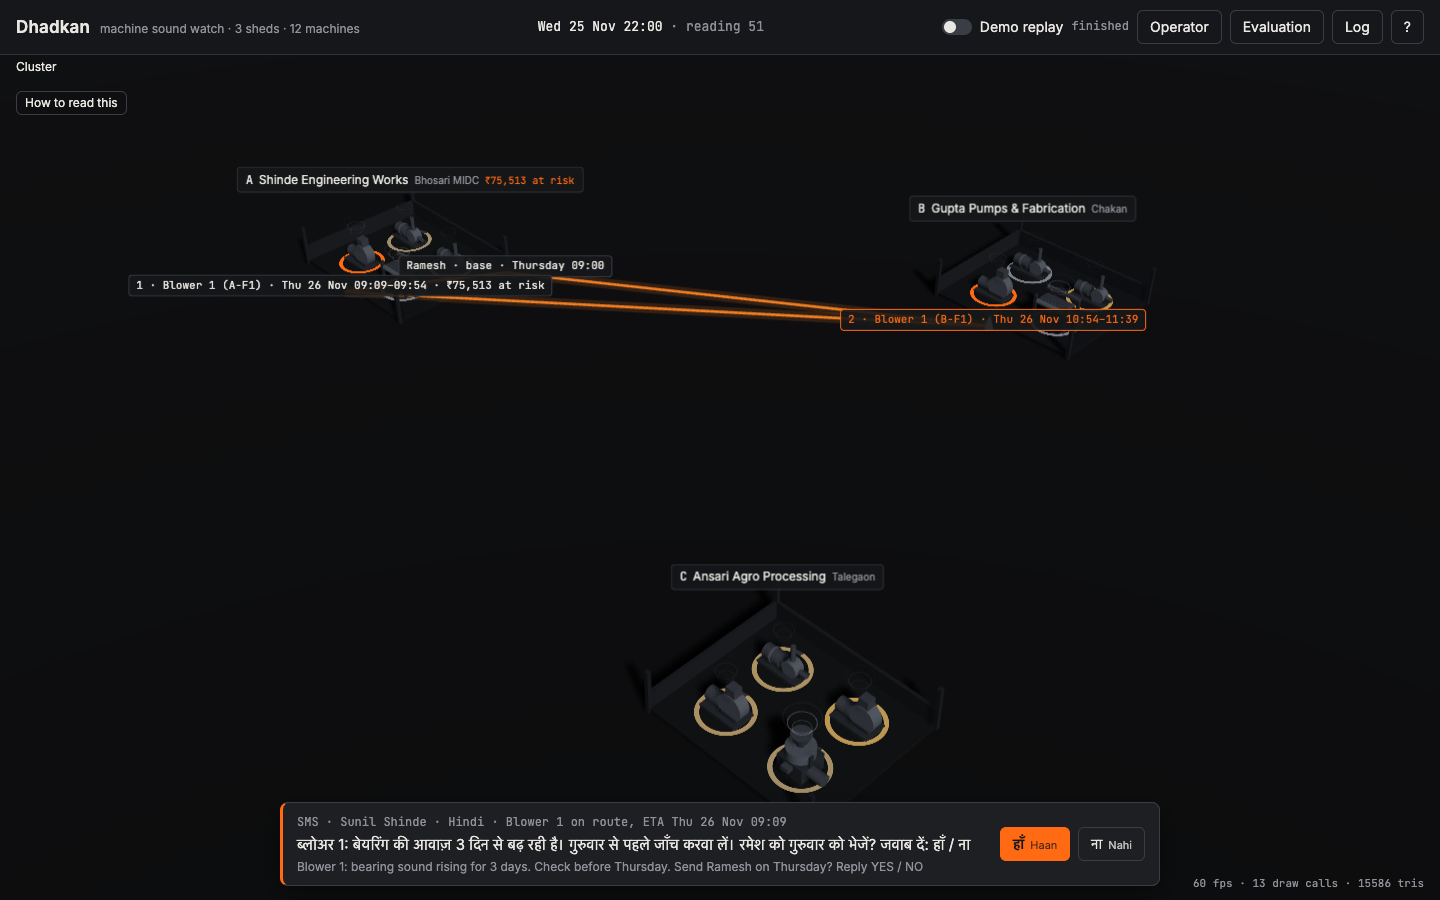 Dhadkan machine sound watch · 3 sheds · 12 machines
Wed 25 Nov 22:00 · reading 51
Demo replay finished
Operator
Evaluation
Log
?
Cluster
How to read this
A Shinde Engineering Works Bhosari MIDC ₹75,513 at risk
B Gupta Pumps & Fabrication Chakan
Ramesh · base · Thursday 09:00
1 · Blower 1 (A-F1) · Thu 26 Nov 09:09–09:54 · ₹75,513 at risk
2 · Blower 1 (B-F1) · Thu 26 Nov 10:54–11:39
C Ansari Agro Processing Talegaon
SMS · Sunil Shinde · Hindi · Blower 1 on route, ETA Thu 26 Nov 09:09
ब्लोअर 1: बेयरिंग की आवाज़ 3 दिन से बढ़ रही है। गुरुवार से पहले जाँच करवा लें। रमेश को गुरुवार को भेजें? जवाब दें: हाँ / ना
Blower 1: bearing sound rising for 3 days. Check before Thursday. Send Ramesh on Thursday? Reply YES / NO
हाँ Haan
ना Nahi
60 fps · 13 draw calls · 15586 tris